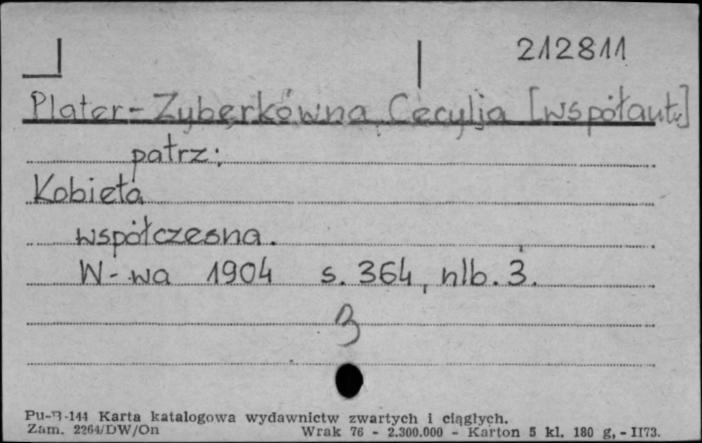 212811
Plater-Zyberkówna, Cecylja [współaut.]
patrz:
Kobieta
współczesna.
W-wa 1904 s. 364, nlb. 3.
B
Pu-B-144 Karta katalogowa wydawnictw zwartych i ciągłych.
Zam. 2264/DW/On Wrak 76 - 2.300.000 - Karton 5 kl. 180 g. - II73.